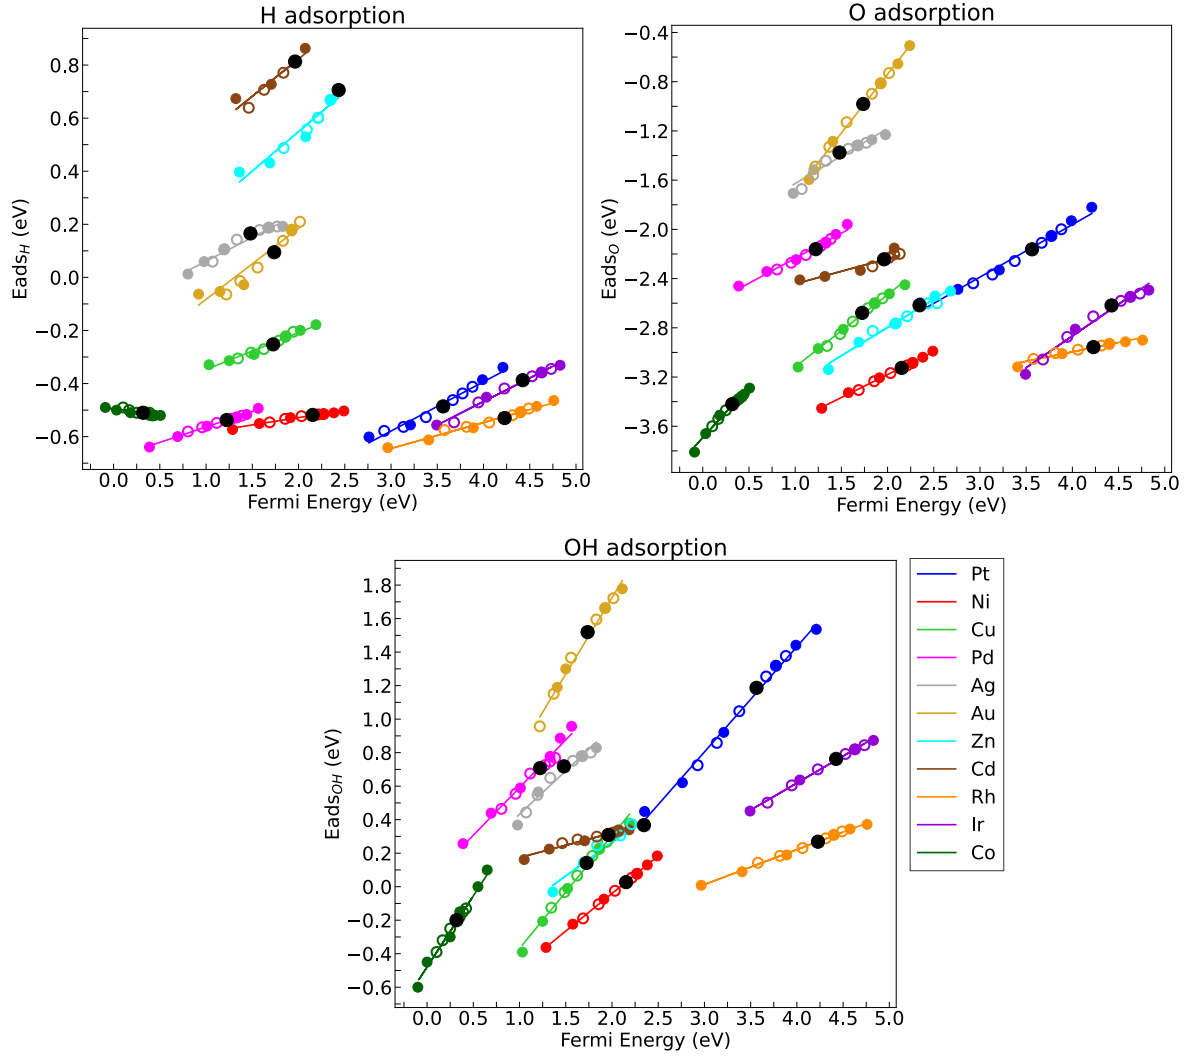 H adsorption
0.8
0.6
0.4
0.2
0.0
−0.2
−0.4
−0.6
Eads_H (eV)
0.0 0.5 1.0 1.5 2.0 2.5 3.0 3.5 4.0 4.5 5.0
Fermi Energy (eV)
O adsorption
−0.4
−0.8
−1.2
−1.6
−2.0
−2.4
−2.8
−3.2
−3.6
Eads_O (eV)
0.0 0.5 1.0 1.5 2.0 2.5 3.0 3.5 4.0 4.5 5.0
Fermi Energy (eV)
OH adsorption
1.8
1.6
1.4
1.2
1.0
0.8
0.6
0.4
0.2
0.0
−0.2
−0.4
−0.6
Eads_OH (eV)
0.0 0.5 1.0 1.5 2.0 2.5 3.0 3.5 4.0 4.5 5.0
Fermi Energy (eV)
Pt
Ni
Cu
Pd
Ag
Au
Zn
Cd
Rh
Ir
Co